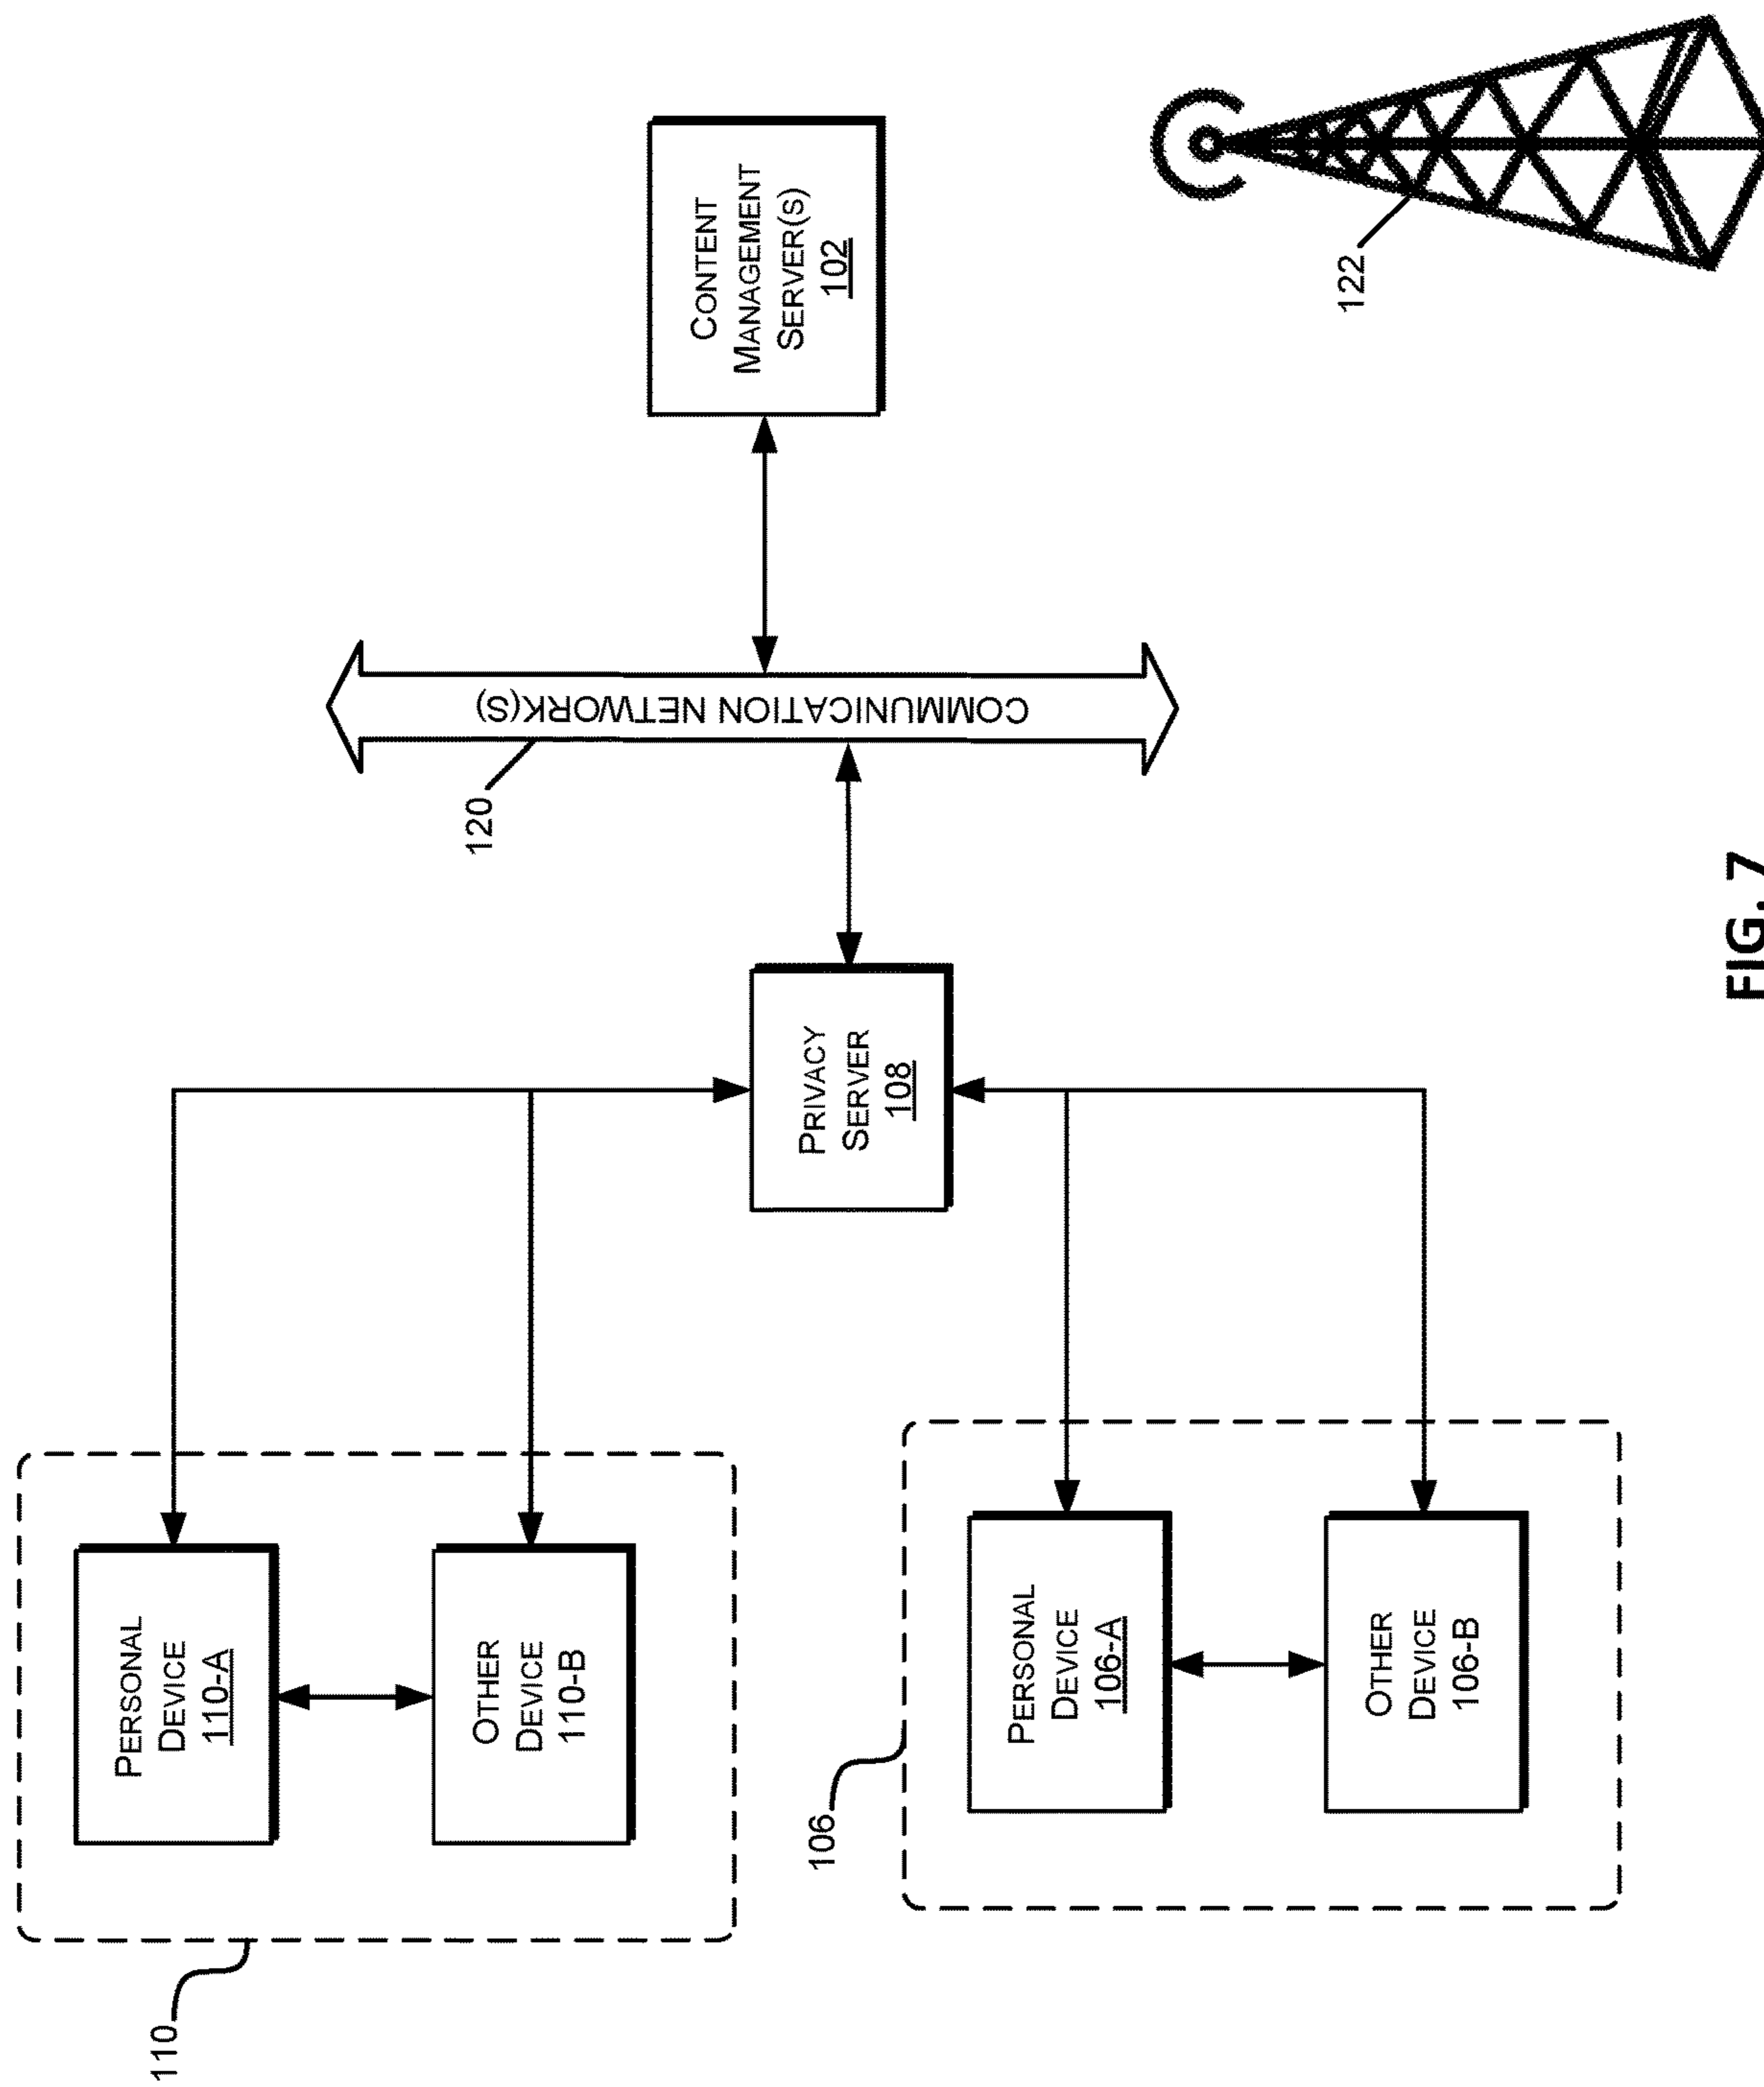 110
PERSONAL
DEVICE
110-A
OTHER
DEVICE
110-B
106
PERSONAL
DEVICE
106-A
OTHER
DEVICE
106-B
PRIVACY
SERVER
108
120
COMMUNICATION NETWORK(S)
CONTENT
MANAGEMENT
SERVER(S)
102
122
FIG. 7